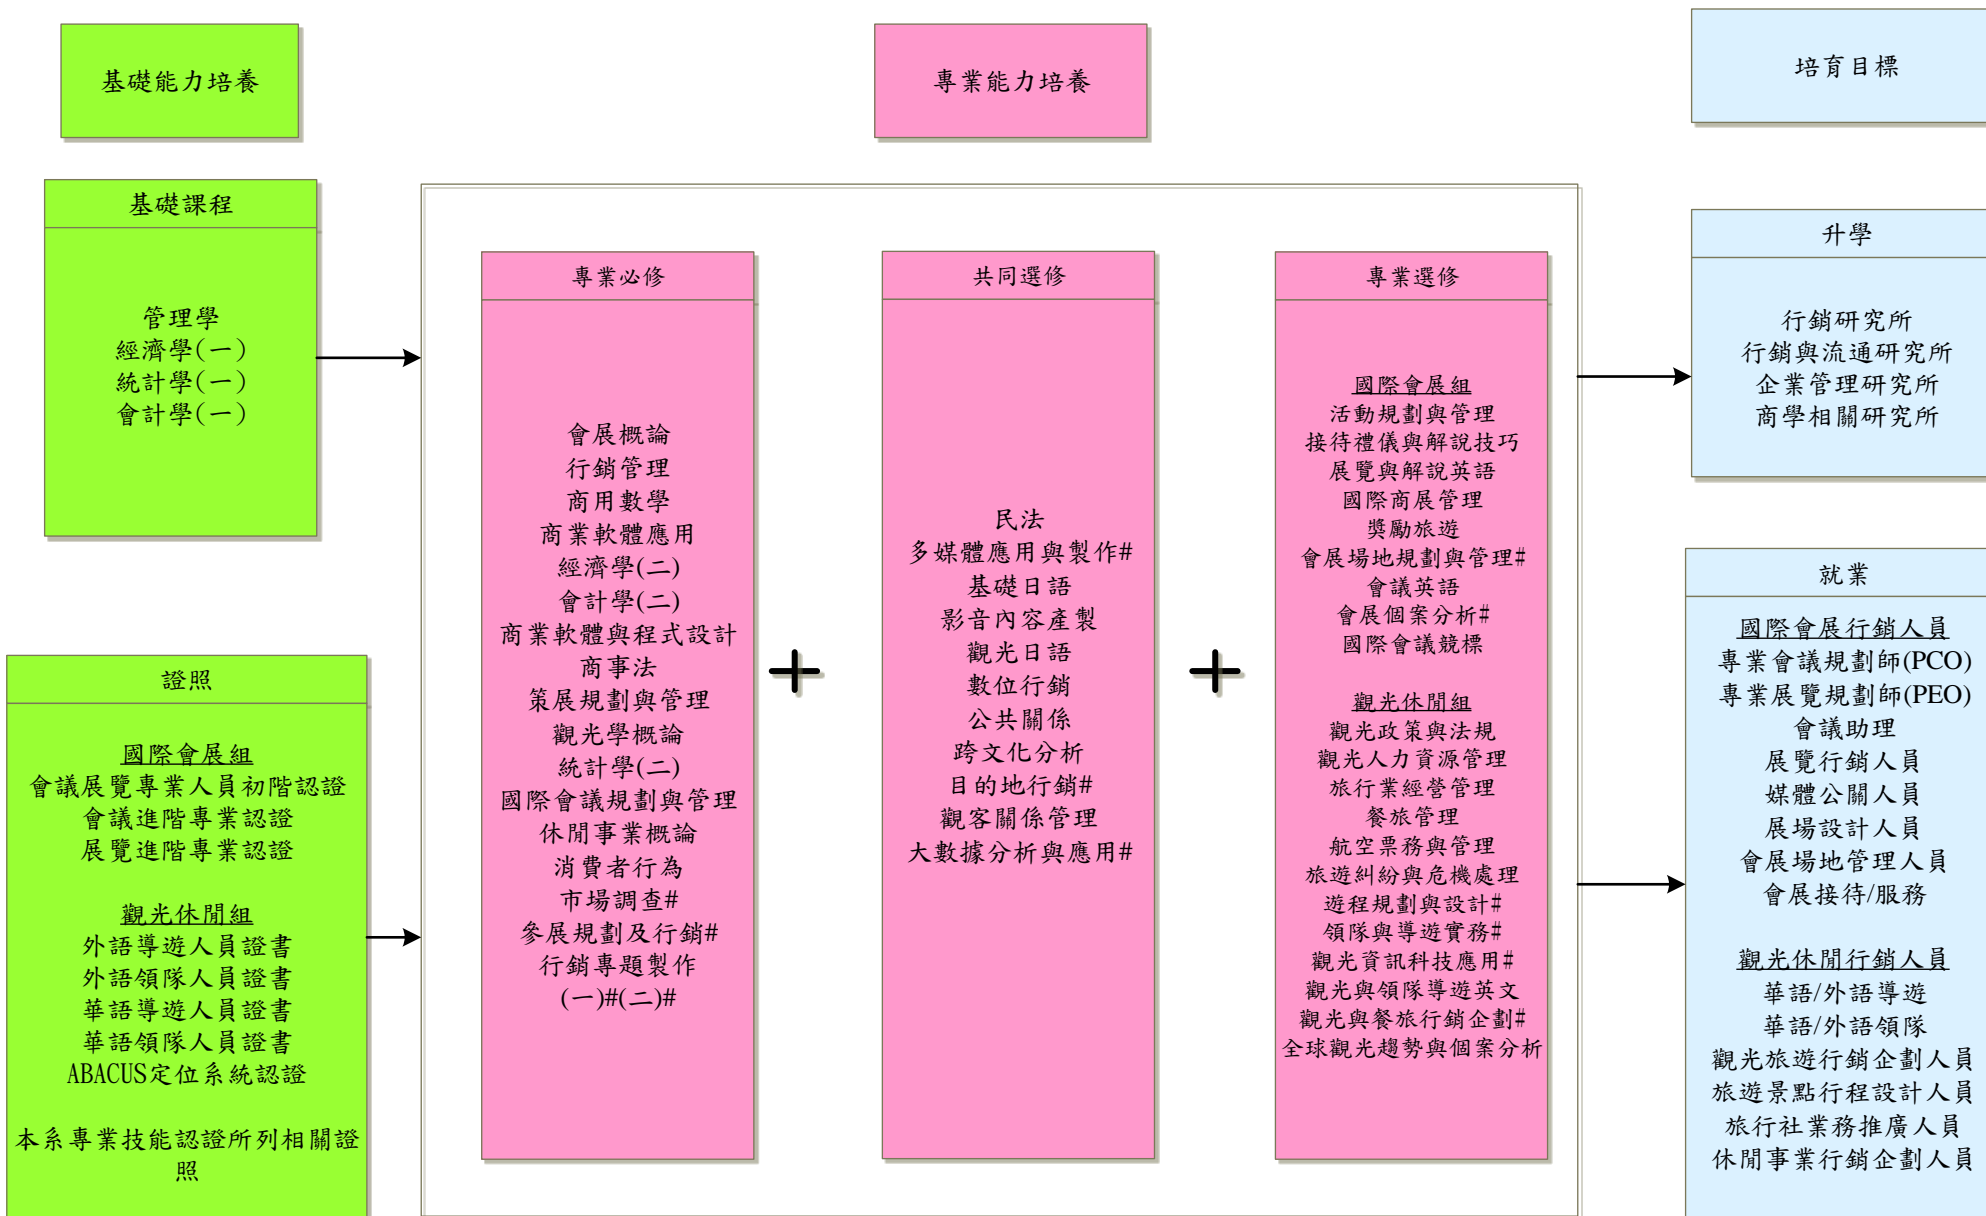 基礎能力培養
專業能力培養
培育目標
基礎課程
管理學
經濟學(一)
統計學(一)
會計學(一)
證照
國際會展組
會議展覽專業人員初階認證
會議進階專業認證
展覽進階專業認證
觀光休閒組
外語導遊人員證書
外語領隊人員證書
華語導遊人員證書
華語領隊人員證書
ABACUS定位系統認證
本系專業技能認證所列相關證
照
專業必修
會展概論
行銷管理
商用數學
商業軟體應用
經濟學(二)
會計學(二)
商業軟體與程式設計
商事法
策展規劃與管理
觀光學概論
統計學(二)
國際會議規劃與管理
休閒事業概論
消費者行為
市場調查#
參展規劃及行銷#
行銷專題製作
(一)#(二)#
共同選修
民法
多媒體應用與製作#
基礎日語
影音內容產製
觀光日語
數位行銷
公共關係
跨文化分析
目的地行銷#
觀客關係管理
大數據分析與應用#
專業選修
國際會展組
活動規劃與管理
接待禮儀與解說技巧
展覽與解說英語
國際商展管理
獎勵旅遊
會展場地規劃與管理#
會議英語
會展個案分析#
國際會議競標
觀光休閒組
觀光政策與法規
觀光人力資源管理
旅行業經營管理
餐旅管理
航空票務與管理
旅遊糾紛與危機處理
遊程規劃與設計#
領隊與導遊實務#
觀光資訊科技應用#
觀光與領隊導遊英文
觀光與餐旅行銷企劃#
全球觀光趨勢與個案分析
升學
行銷研究所
行銷與流通研究所
企業管理研究所
商學相關研究所
就業
國際會展行銷人員
專業會議規劃師(PCO)
專業展覽規劃師(PEO)
會議助理
展覽行銷人員
媒體公關人員
展場設計人員
會展場地管理人員
會展接待/服務
觀光休閒行銷人員
華語/外語導遊
華語/外語領隊
觀光旅遊行銷企劃人員
旅遊景點行程設計人員
旅行社業務推廣人員
休閒事業行銷企劃人員